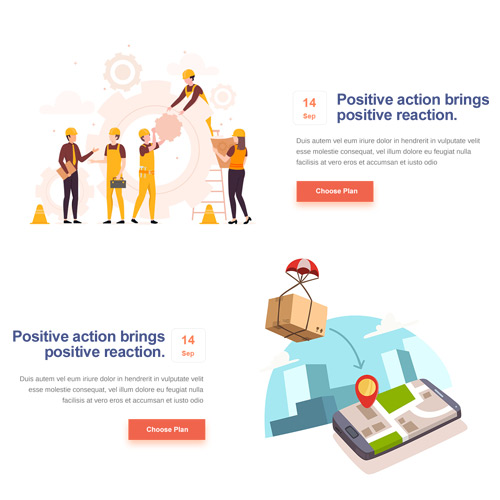 14
Sep
Positive action brings
positive reaction.
Duis autem vel eum iriure dolor in hendrerit in vulputate velit
esse molestie consequat, vel illum dolore eu feugiat nulla
facilisis at vero eros et accumsan et iusto odio
Choose Plan
Positive action brings
positive reaction.
14
Sep
Duis autem vel eum iriure dolor in hendrerit in vulputate velit
esse molestie consequat, vel illum dolore eu feugiat nulla
facilisis at vero eros et accumsan et iusto odio
Choose Plan